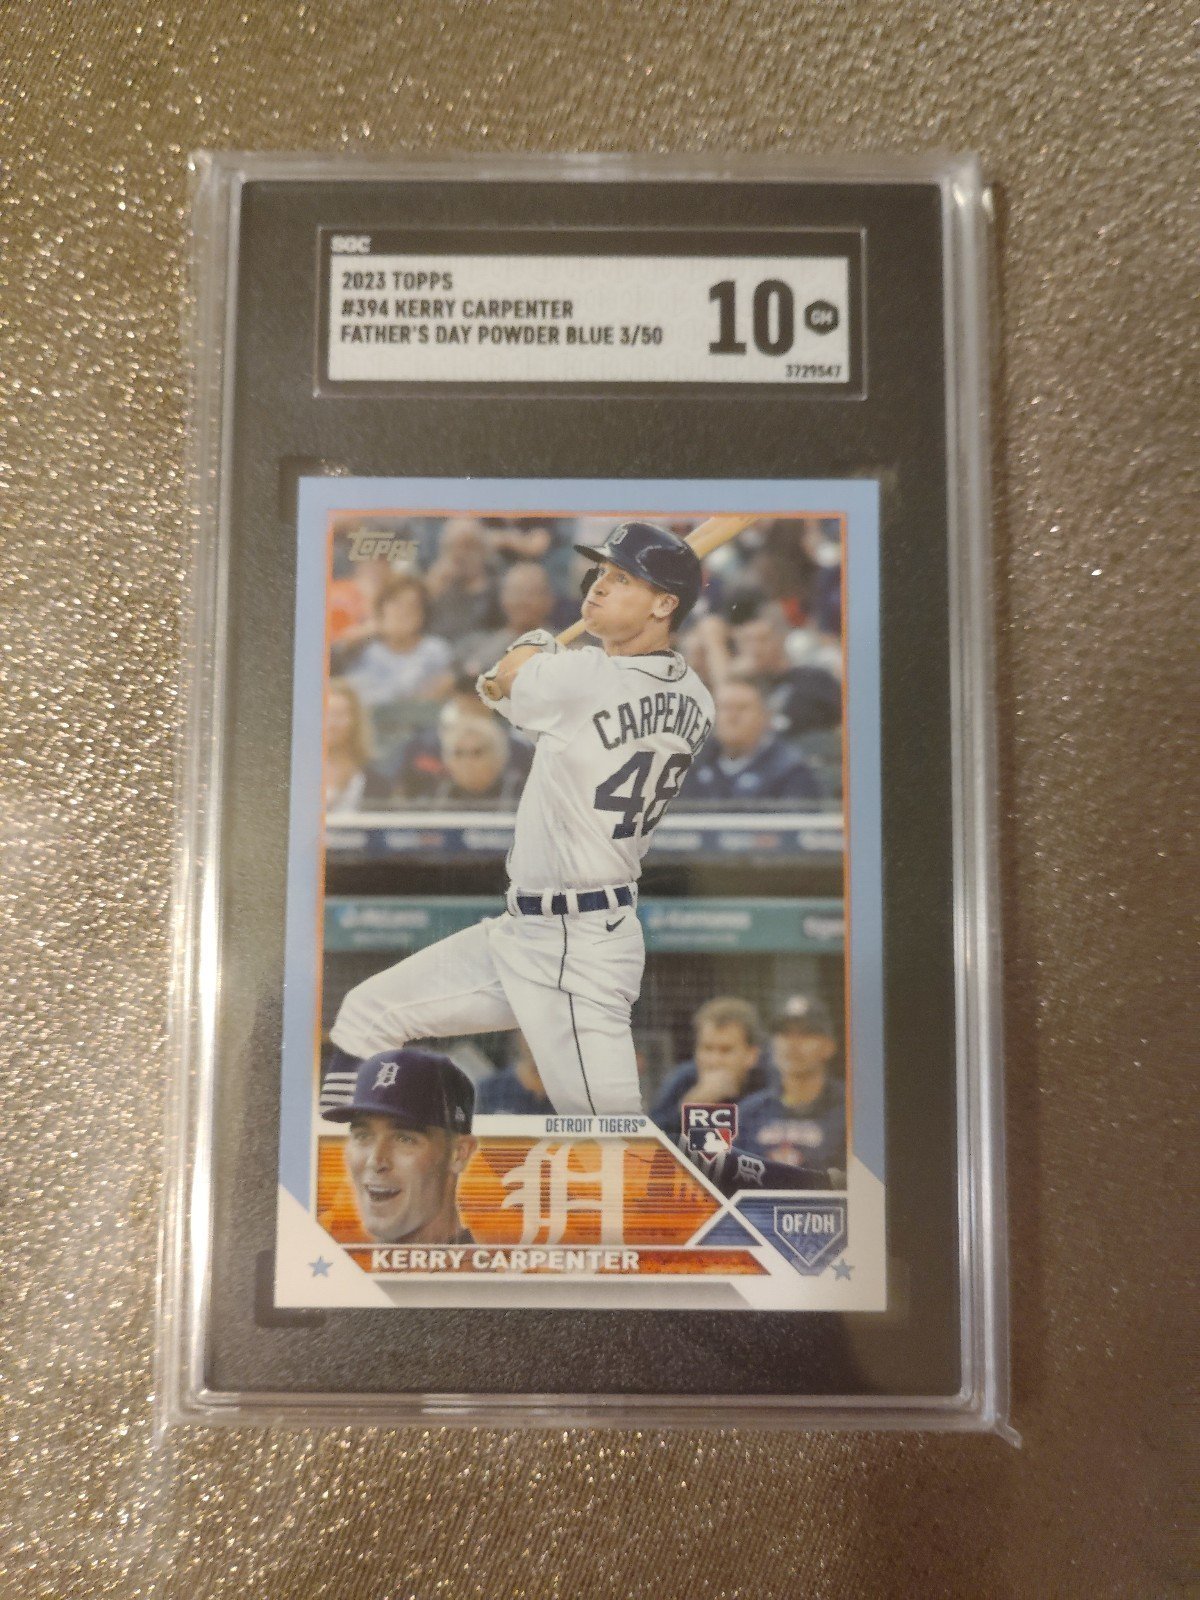 SGC
2023 TOPPS
#394 KERRY CARPENTER
FATHER'S DAY POWDER BLUE 3/50
10
GM
3729547
TOPPS
CARPENTER
48
DETROIT TIGERS®
RC
OF/DH
KERRY CARPENTER